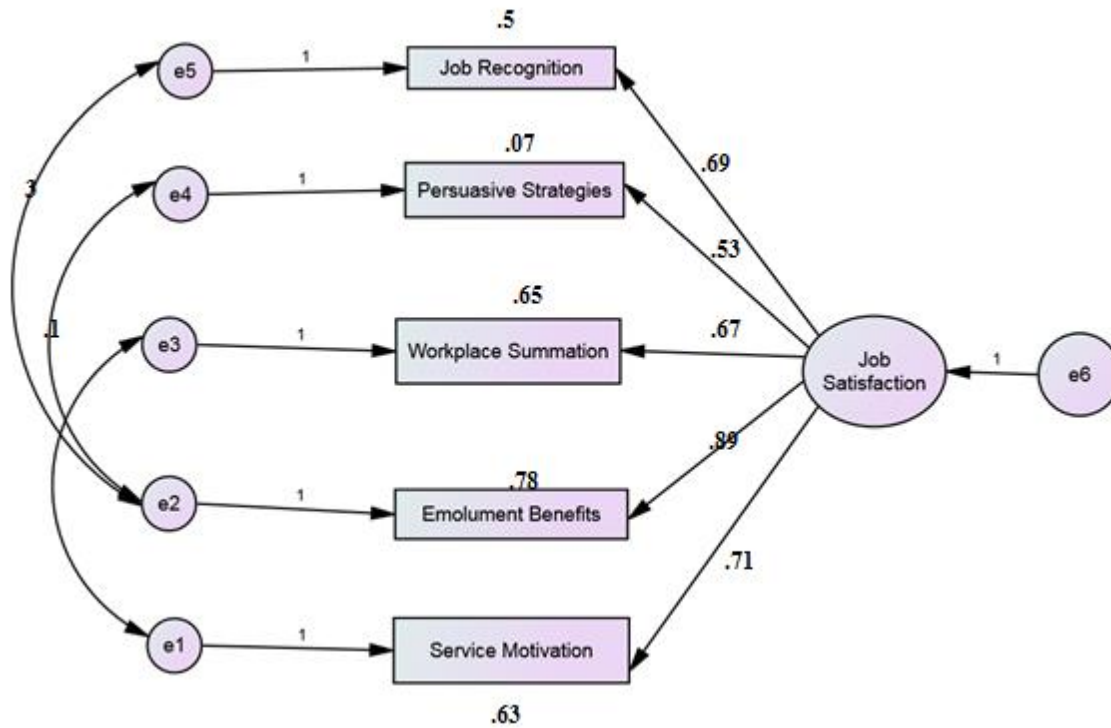 .5
e5
1
Job Recognition
.07
.69
3
e4
1
Persuasive Strategies
.53
.65
.1
e3
1
Workplace Summation
.67
Job
Satisfaction
1
e6
.89
.78
e2
1
Emolument Benefits
.71
e1
1
Service Motivation
.63